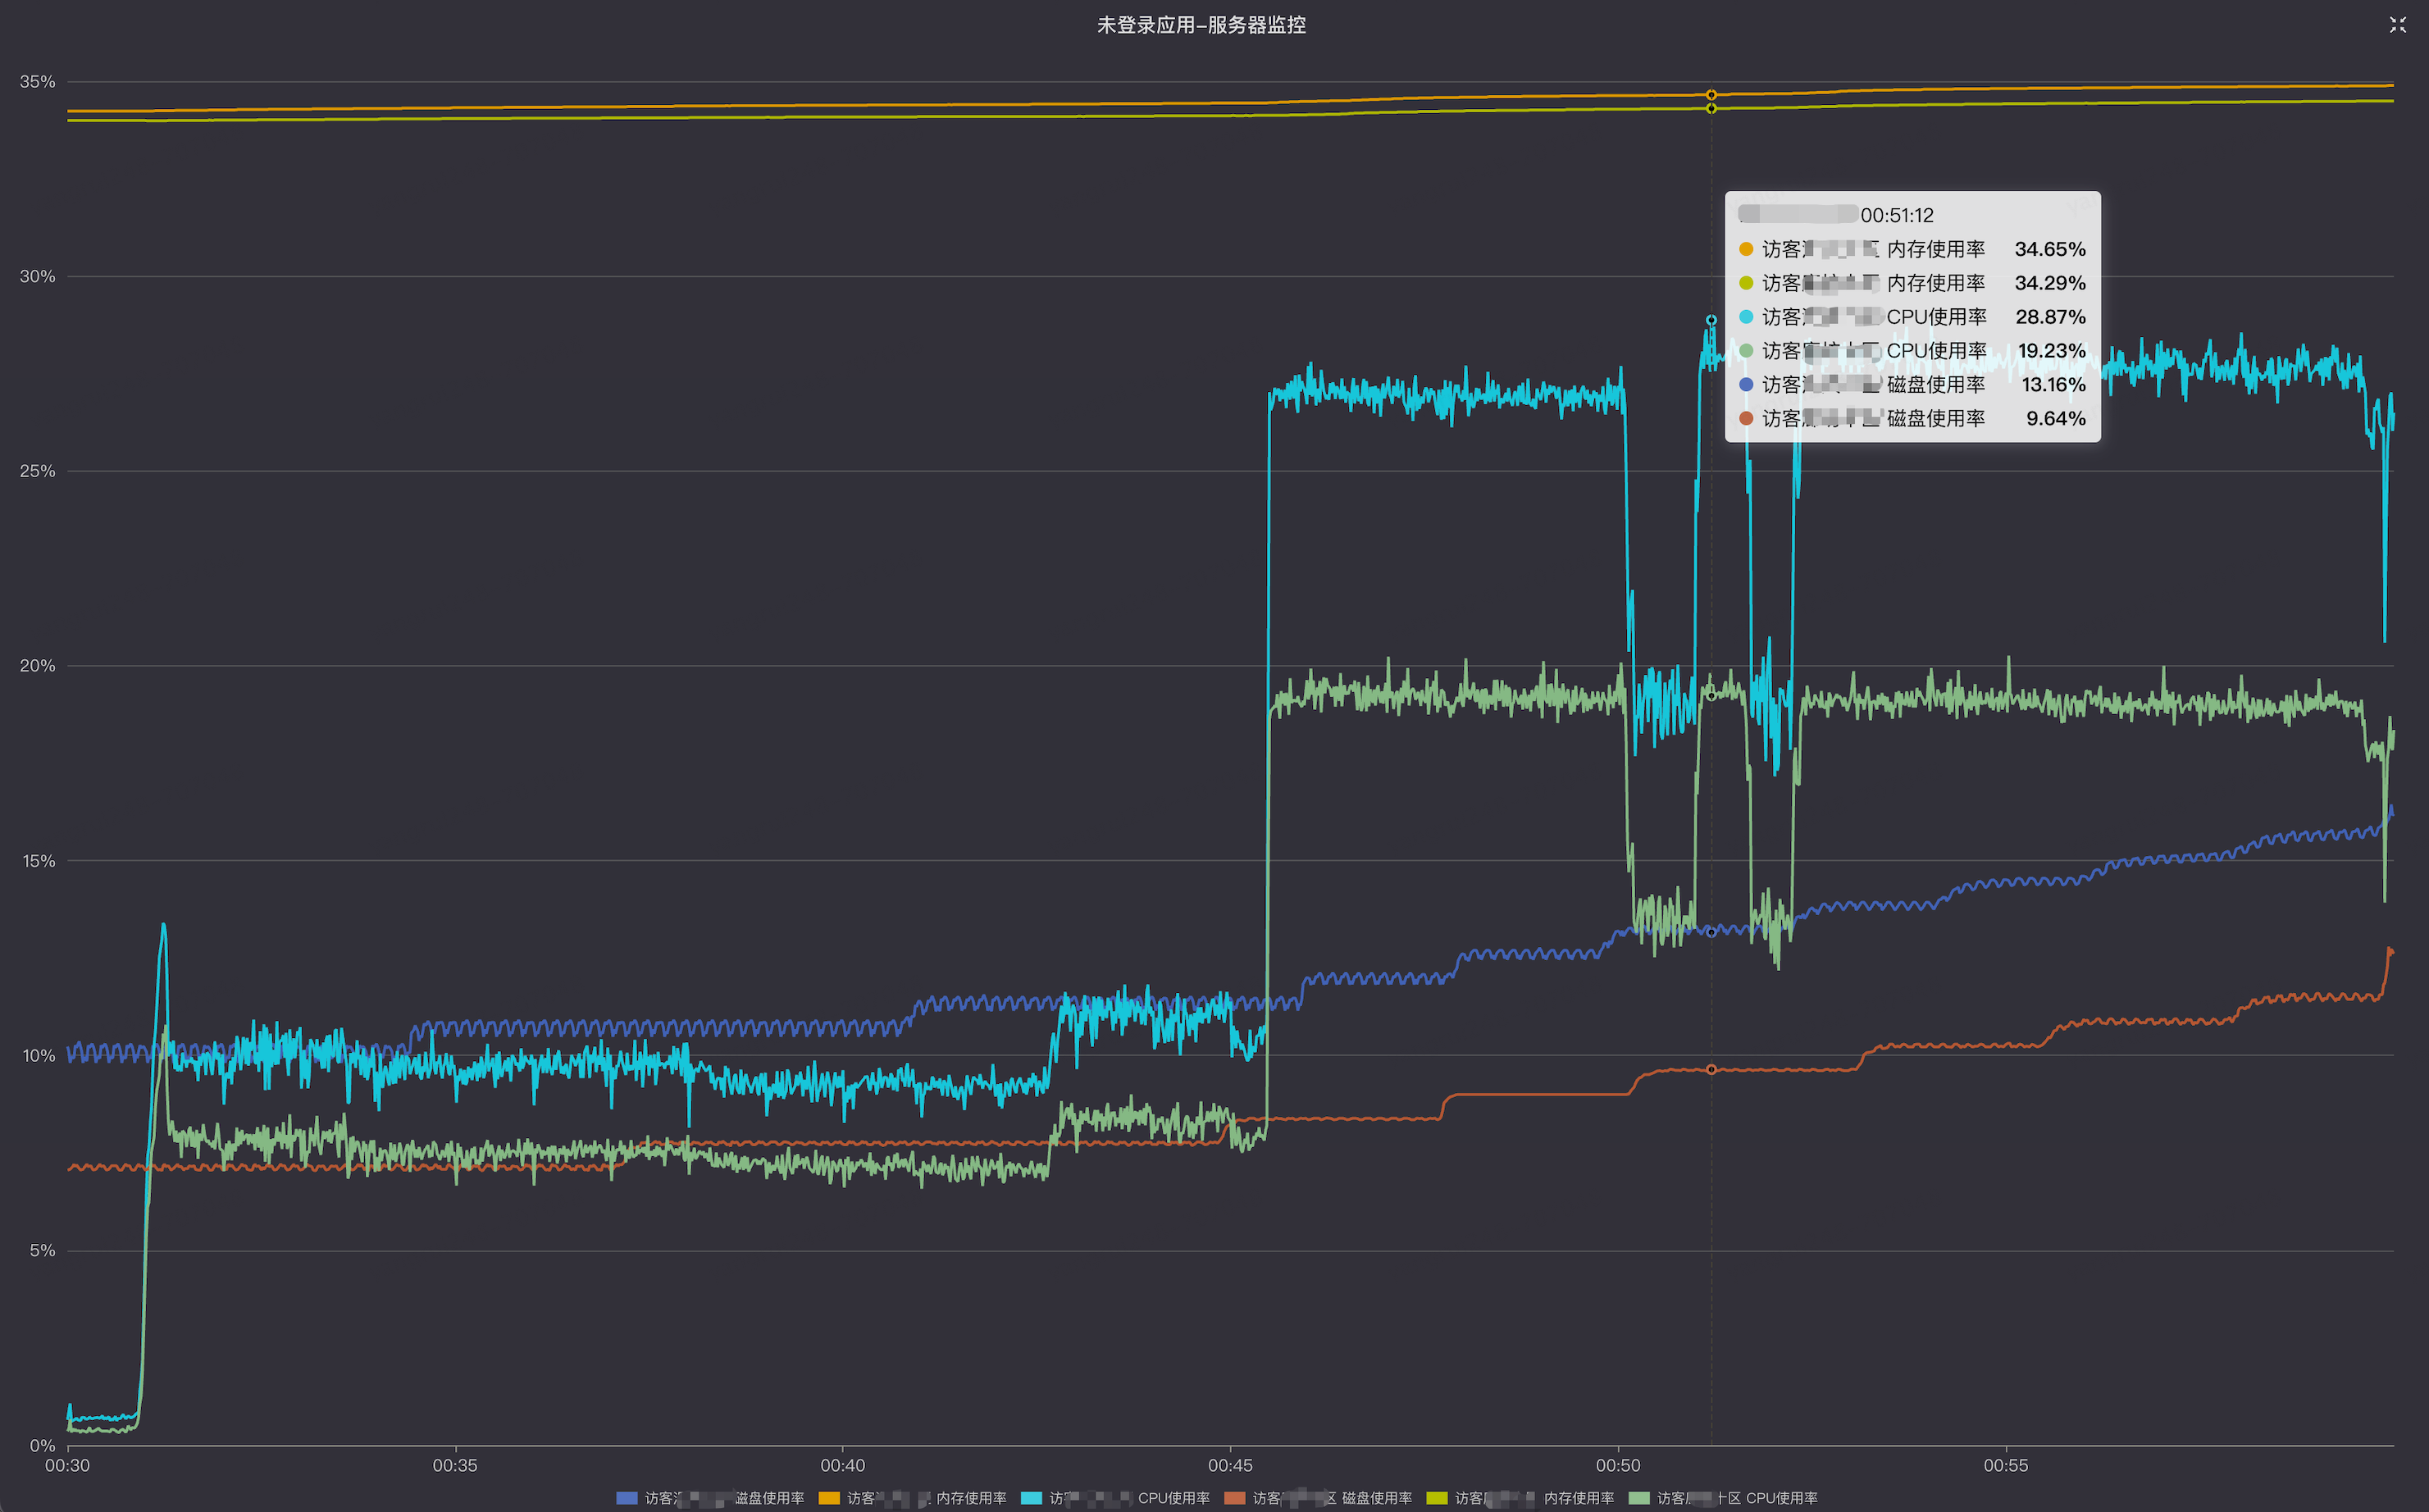 未登录应用-服务器监控
35%
00:51:12
访客 内存使用率 34.65%
30%
访客 内存使用率 34.29%
访客 CPU使用率 28.87%
访客 CPU使用率 19.23%
访客 磁盘使用率 13.16%
访客 磁盘使用率 9.64%
25%
20%
15%
10%
5%
0%
00:30 00:35 00:40 00:45 00:50 00:55
访客 磁盘使用率 访客 内存使用率 访 CPU使用率 访客 区 磁盘使用率 访客 内存使用率 访客 区 CPU使用率